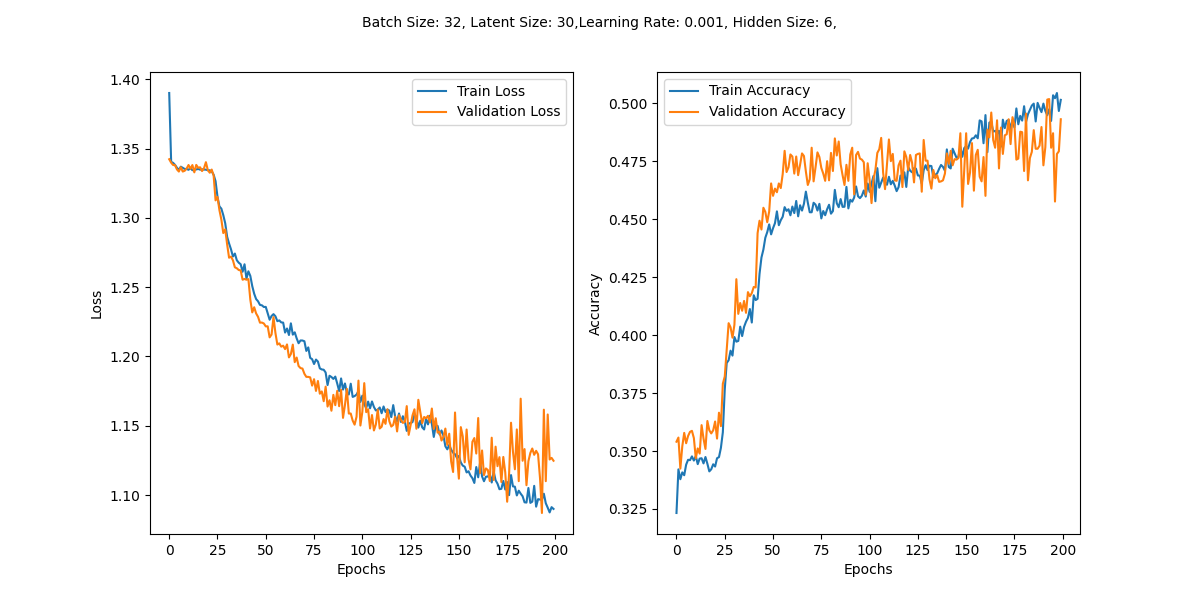 Batch Size: 32, Latent Size: 30,Learning Rate: 0.001, Hidden Size: 6,
Train Loss
Validation Loss
1.40
1.35
1.30
1.25
1.20
1.15
1.10
Loss
0 25 50 75 100 125 150 175 200
Epochs
Train Accuracy
Validation Accuracy
0.500
0.475
0.450
0.425
0.400
0.375
0.350
0.325
Accuracy
0 25 50 75 100 125 150 175 200
Epochs